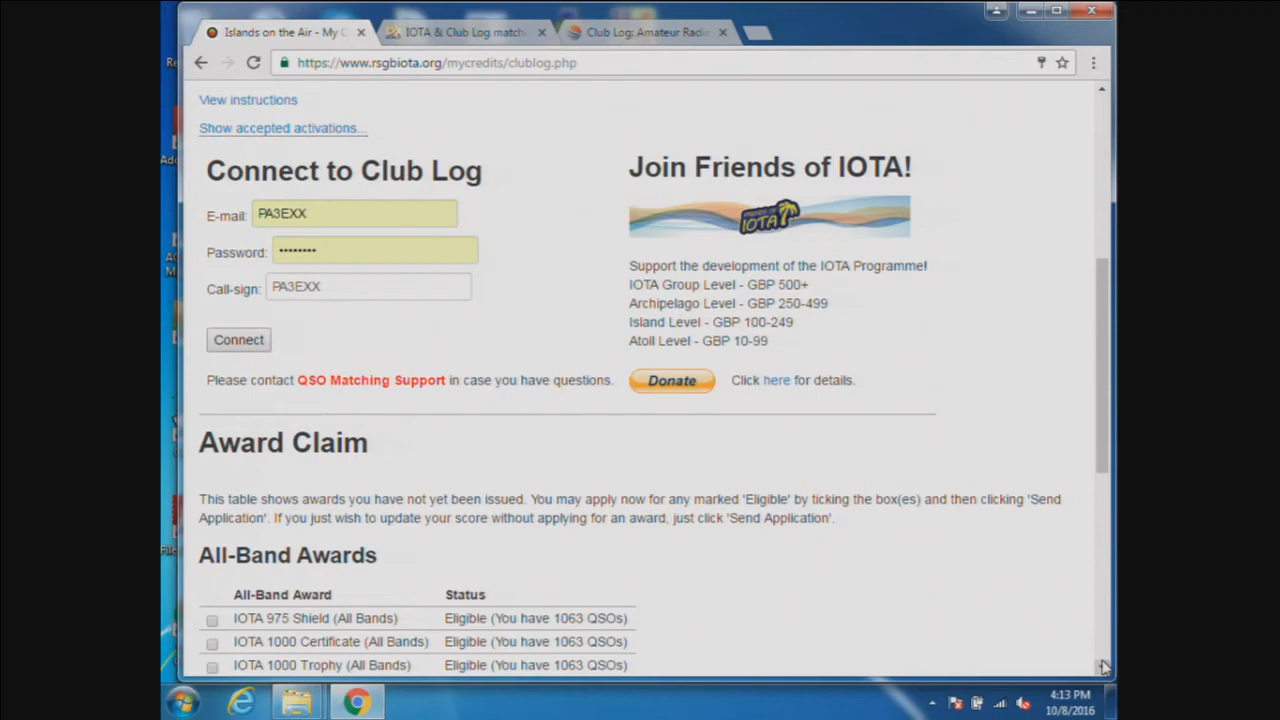 Islands on the Air - My C
IOTA & Club Log match
Club Log: Amateur Radi
https://www.rsgbiota.org/mycredits/clublog.php
View instructions
Show accepted activations...
Connect to Club Log
E-mail: PA3EXX
Password: ••••••••
Call-sign: PA3EXX
Connect
Please contact QSO Matching Support in case you have questions.
Join Friends of IOTA!
FRIENDS OF
IOTA
Support the development of the IOTA Programme!
IOTA Group Level - GBP 500+
Archipelago Level - GBP 250-499
Island Level - GBP 100-249
Atoll Level - GBP 10-99
Donate
Click here for details.
Award Claim
This table shows awards you have not yet been issued. You may apply now for any marked 'Eligible' by ticking the box(es) and then clicking 'Send
Application'. If you just wish to update your score without applying for an award, just click 'Send Application'.
All-Band Awards
All-Band Award Status
IOTA 975 Shield (All Bands) Eligible (You have 1063 QSOs)
IOTA 1000 Certificate (All Bands) Eligible (You have 1063 QSOs)
IOTA 1000 Trophy (All Bands) Eligible (You have 1063 QSOs)
4:13 PM
10/8/2016